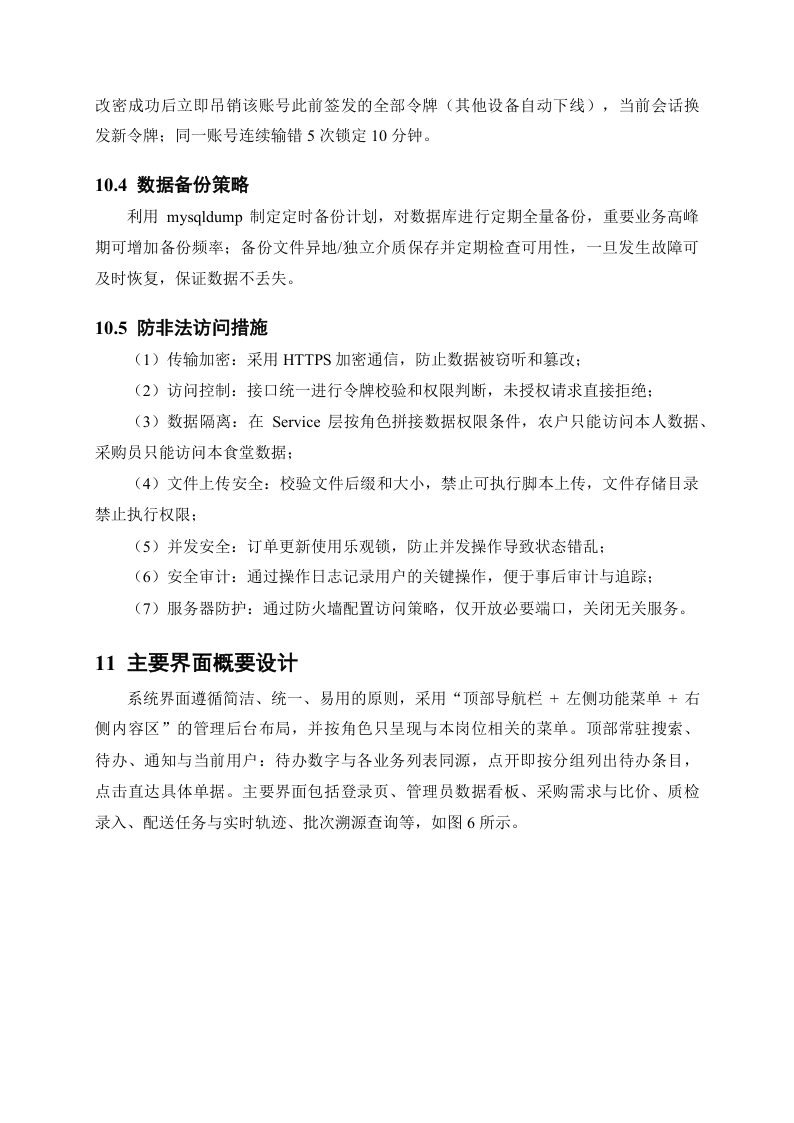 改密成功后立即吊销该账号此前签发的全部令牌（其他设备自动下线），当前会话换
发新令牌；同一账号连续输错 5 次锁定 10 分钟。
10.4 数据备份策略
利用 mysqldump 制定定时备份计划，对数据库进行定期全量备份，重要业务高峰
期可增加备份频率；备份文件异地/独立介质保存并定期检查可用性，一旦发生故障可
及时恢复，保证数据不丢失。
10.5 防非法访问措施
（1）传输加密：采用 HTTPS 加密通信，防止数据被窃听和篡改；
（2）访问控制：接口统一进行令牌校验和权限判断，未授权请求直接拒绝；
（3）数据隔离：在 Service 层按角色拼接数据权限条件，农户只能访问本人数据、
采购员只能访问本食堂数据；
（4）文件上传安全：校验文件后缀和大小，禁止可执行脚本上传，文件存储目录
禁止执行权限；
（5）并发安全：订单更新使用乐观锁，防止并发操作导致状态错乱；
（6）安全审计：通过操作日志记录用户的关键操作，便于事后审计与追踪；
（7）服务器防护：通过防火墙配置访问策略，仅开放必要端口，关闭无关服务。
11 主要界面概要设计
系统界面遵循简洁、统一、易用的原则，采用“顶部导航栏 + 左侧功能菜单 + 右
侧内容区”的管理后台布局，并按角色只呈现与本岗位相关的菜单。顶部常驻搜索、
待办、通知与当前用户：待办数字与各业务列表同源，点开即按分组列出待办条目，
点击直达具体单据。主要界面包括登录页、管理员数据看板、采购需求与比价、质检
录入、配送任务与实时轨迹、批次溯源查询等，如图 6 所示。